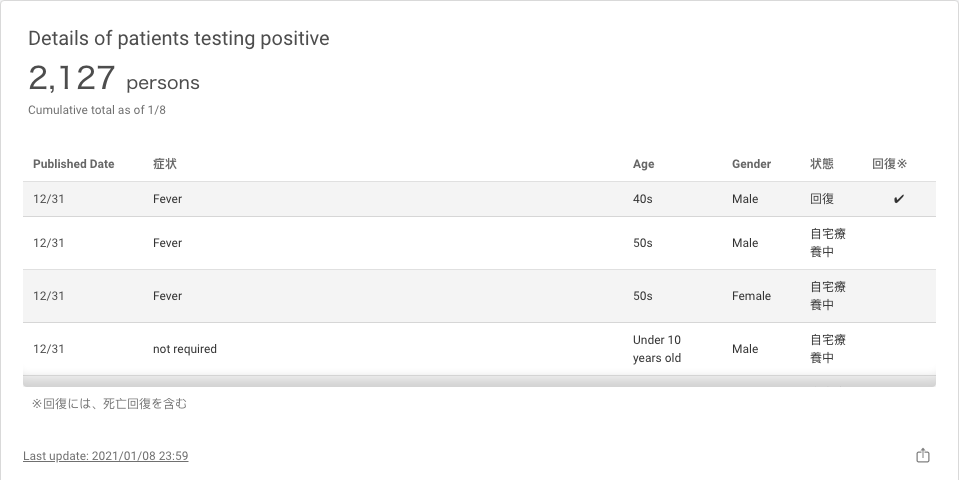 Details of patients testing positive
2,127 persons
Cumulative total as of 1/8
Published Date 症状 Age Gender 状態 回復※
12/31 Fever 40s Male 回復 ✔
12/31 Fever 50s Male 自宅療
養中
12/31 Fever 50s Female 自宅療
養中
12/31 not required Under 10
years old Male 自宅療
養中
※回復には、死亡回復を含む
Last update: 2021/01/08 23:59